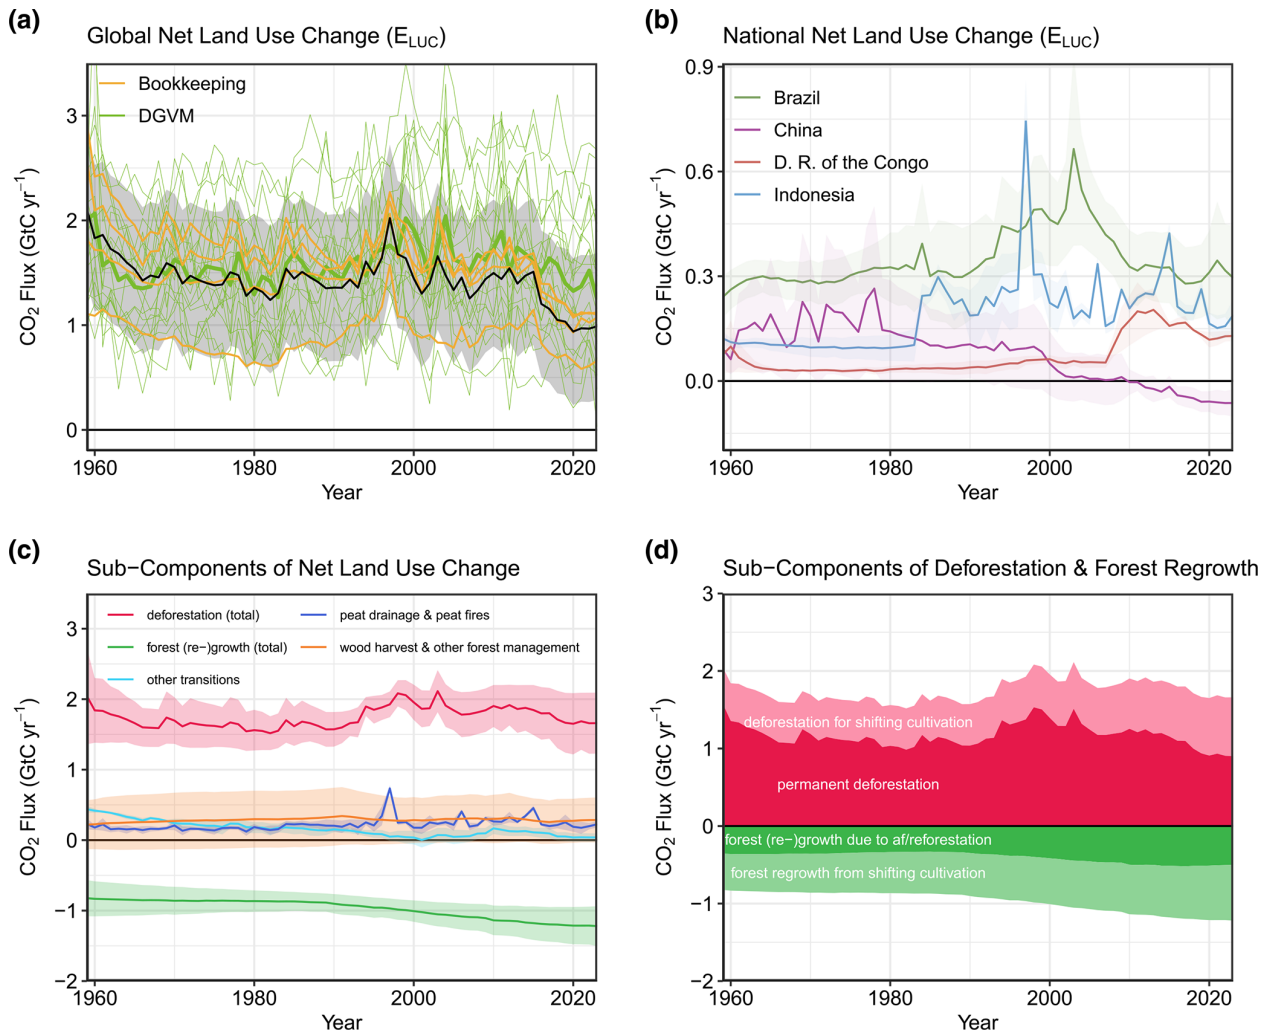 (a)
Global Net Land Use Change (E_LUC)
Bookkeeping
DGVM
3
2
1
0
CO₂ Flux (GtC yr⁻¹)
1960 1980 2000 2020
Year
(b)
National Net Land Use Change (E_LUC)
Brazil
China
D. R. of the Congo
Indonesia
0.9
0.6
0.3
0.0
CO₂ Flux (GtC yr⁻¹)
1960 1980 2000 2020
Year
(c)
Sub−Components of Net Land Use Change
deforestation (total)
forest (re−)growth (total)
other transitions
peat drainage & peat fires
wood harvest & other forest management
3
2
1
0
−1
−2
CO₂ Flux (GtC yr⁻¹)
1960 1980 2000 2020
Year
(d)
Sub−Components of Deforestation & Forest Regrowth
3
2
1
0
−1
−2
CO₂ Flux (GtC yr⁻¹)
deforestation for shifting cultivation
permanent deforestation
forest (re−)growth due to af/reforestation
forest regrowth from shifting cultivation
1960 1980 2000 2020
Year